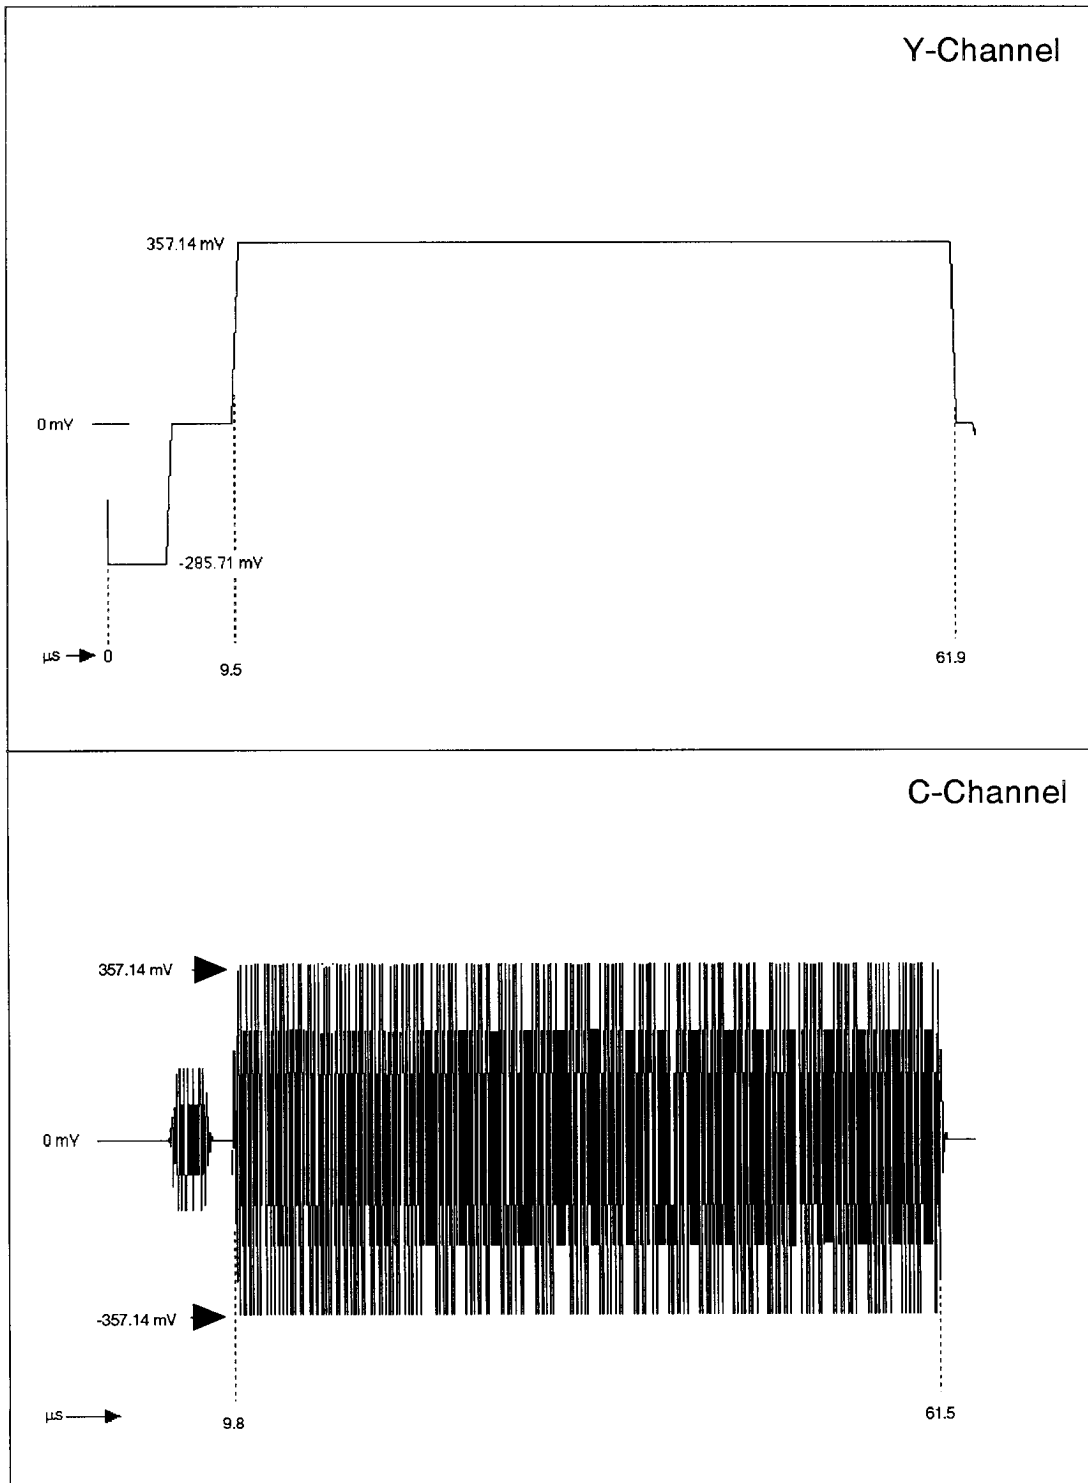 Y-Channel
357.14 mV
0 mV
-285.71 mV
µs 0
9.5
61.9
C-Channel
357.14 mV
0 mV
-357.14 mV
µs
9.8
61.5